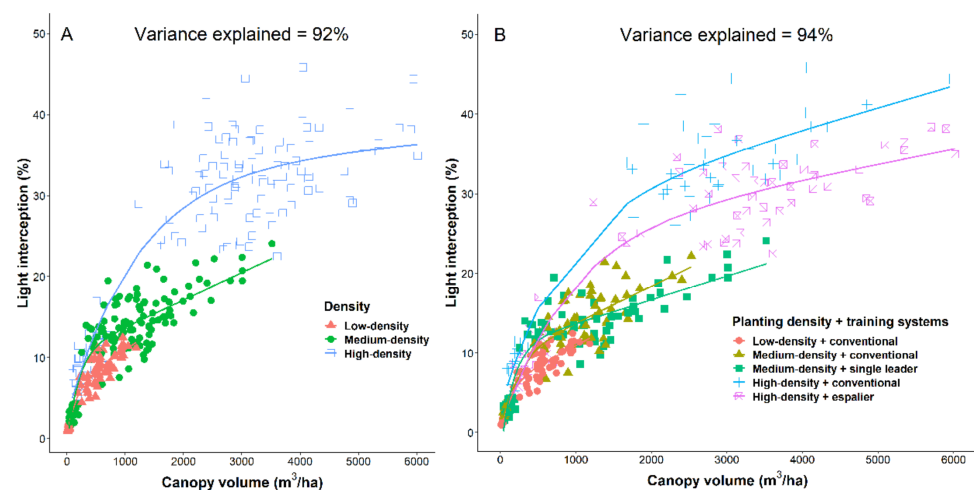 A
Variance explained = 92%
Light interception (%)
50
40
30
20
10
0
Density
Low-density
Medium-density
High-density
0
1000
2000
3000
4000
5000
6000
Canopy volume (m³/ha)
B
Variance explained = 94%
Light interception (%)
50
40
30
20
10
0
Planting density + training systems
Low-density + conventional
Medium-density + conventional
Medium-density + single leader
High-density + conventional
High-density + espalier
0
1000
2000
3000
4000
5000
6000
Canopy volume (m³/ha)